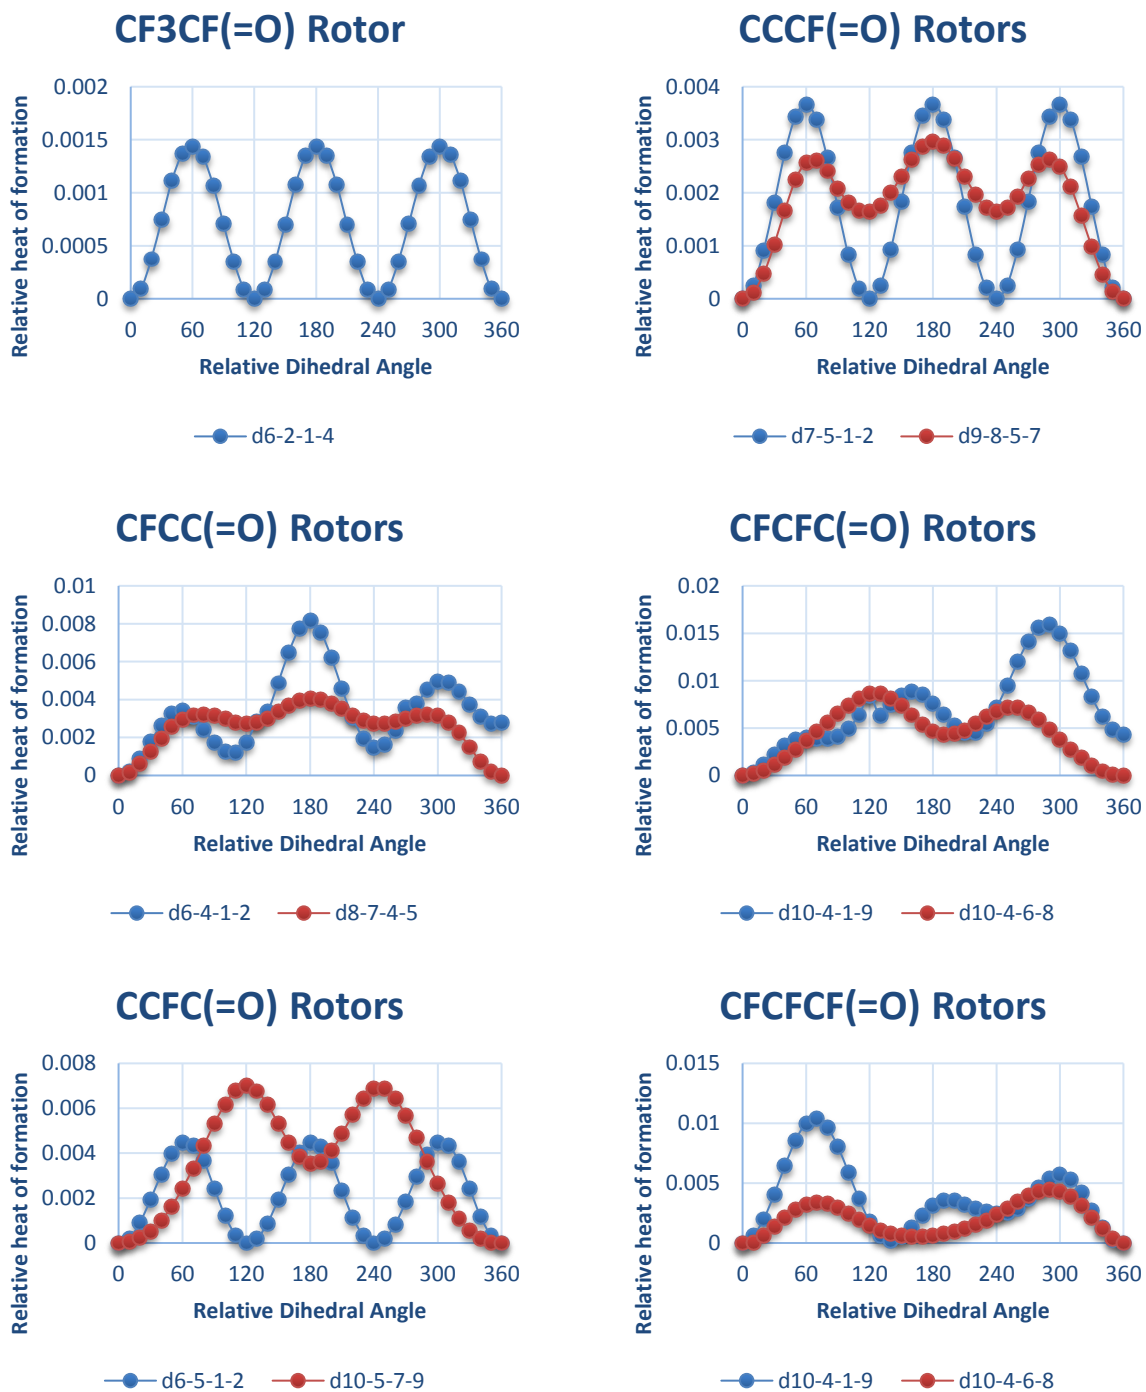 CF3CF(=O) Rotor
Relative heat of formation
0.002
0.0015
0.001
0.0005
0
0 60 120 180 240 300 360
Relative Dihedral Angle
d6-2-1-4
CCCF(=O) Rotors
Relative heat of formation
0.004
0.003
0.002
0.001
0
0 60 120 180 240 300 360
Relative Dihedral Angle
d7-5-1-2 d9-8-5-7
CFCC(=O) Rotors
Relative heat of formation
0.01
0.008
0.006
0.004
0.002
0
0 60 120 180 240 300 360
Relative Dihedral Angle
d6-4-1-2 d8-7-4-5
CFCFC(=O) Rotors
Relative heat of formation
0.02
0.015
0.01
0.005
0
0 60 120 180 240 300 360
Relative Dihedral Angle
d10-4-1-9 d10-4-6-8
CCFC(=O) Rotors
Relative heat of formation
0.008
0.006
0.004
0.002
0
0 60 120 180 240 300 360
Relative Dihedral Angle
d6-5-1-2 d10-5-7-9
CFCFCF(=O) Rotors
Relative heat of formation
0.015
0.01
0.005
0
0 60 120 180 240 300 360
Relative Dihedral Angle
d10-4-1-9 d10-4-6-8